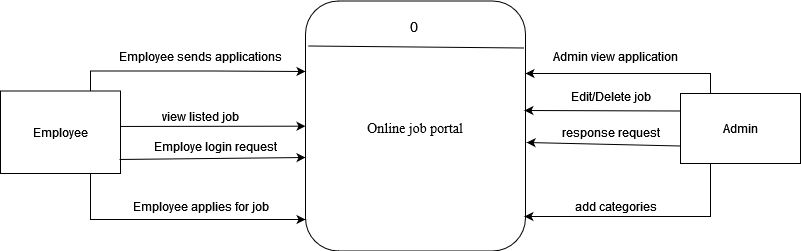 0
Employee sends applications
Admin view application
Edit/Delete job
view listed job
Employee
Online job portal
Admin
response request
Employe login request
Employee applies for job
add categories